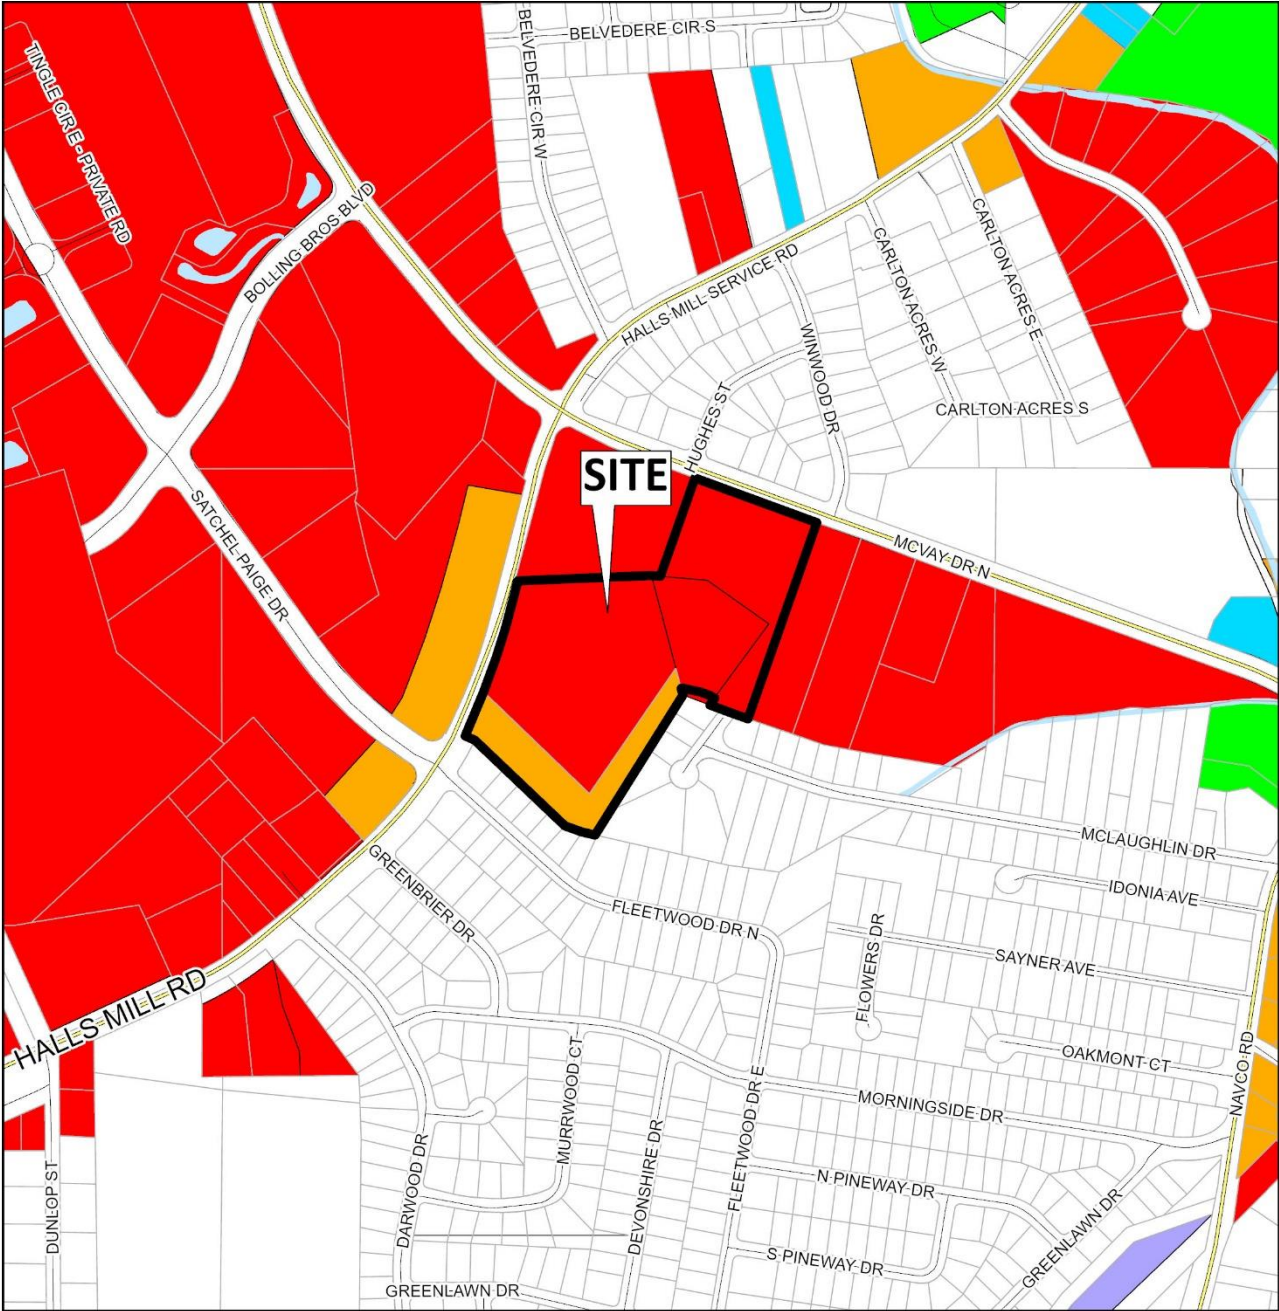 BELVEDERE CIR S
BELVEDERE CIR W
TINGLE CIR E - PRIVATE RD
BOLLING BROS BLVD
HALLS MILL SERVICE RD
CARLTON ACRES W
CARLTON ACRES E
CARLTON ACRES S
WINWOOD DR
HUGHES ST
SITE
SATCHEL PAIGE DR
MCVAY DR N
MCLAUGHLIN DR
IDONIA AVE
GREENBRIER DR
FLEETWOOD DR N
FLOWERS DR
SAYNER AVE
HALLS MILL RD
OAKMONT CT
NAVCO RD
MURRWOOD CT
MORNINGSIDE DR
FLEETWOOD DR E
DEVONSHIRE DR
DARWOOD DR
DUNLOP ST
N PINEWAY DR
S PINEWAY DR
GREENLAWN DR
GREENLAWN DR